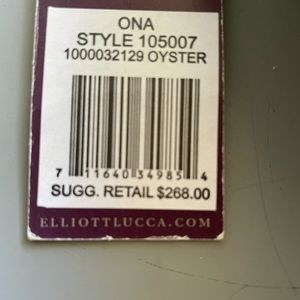 ONA
STYLE 105007
1000032129 OYSTER
7 11640 34985 4
SUGG. RETAIL $268.00
ELLIOTTLUCCA.COM